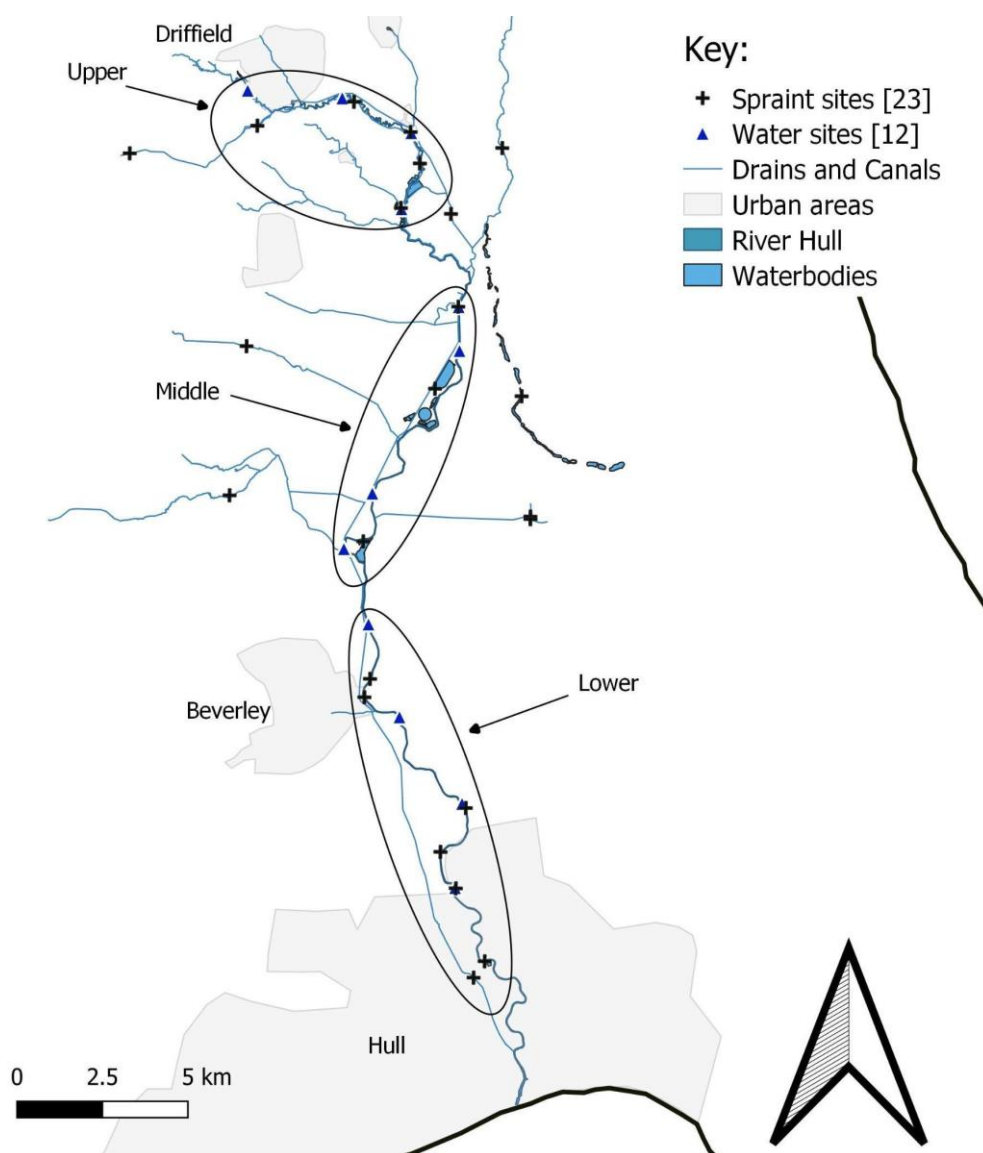 Driffield
Upper
Key:
Spraint sites [23]
Water sites [12]
Drains and Canals
Urban areas
River Hull
Waterbodies
Middle
Lower
Beverley
Hull
0 2.5 5 km